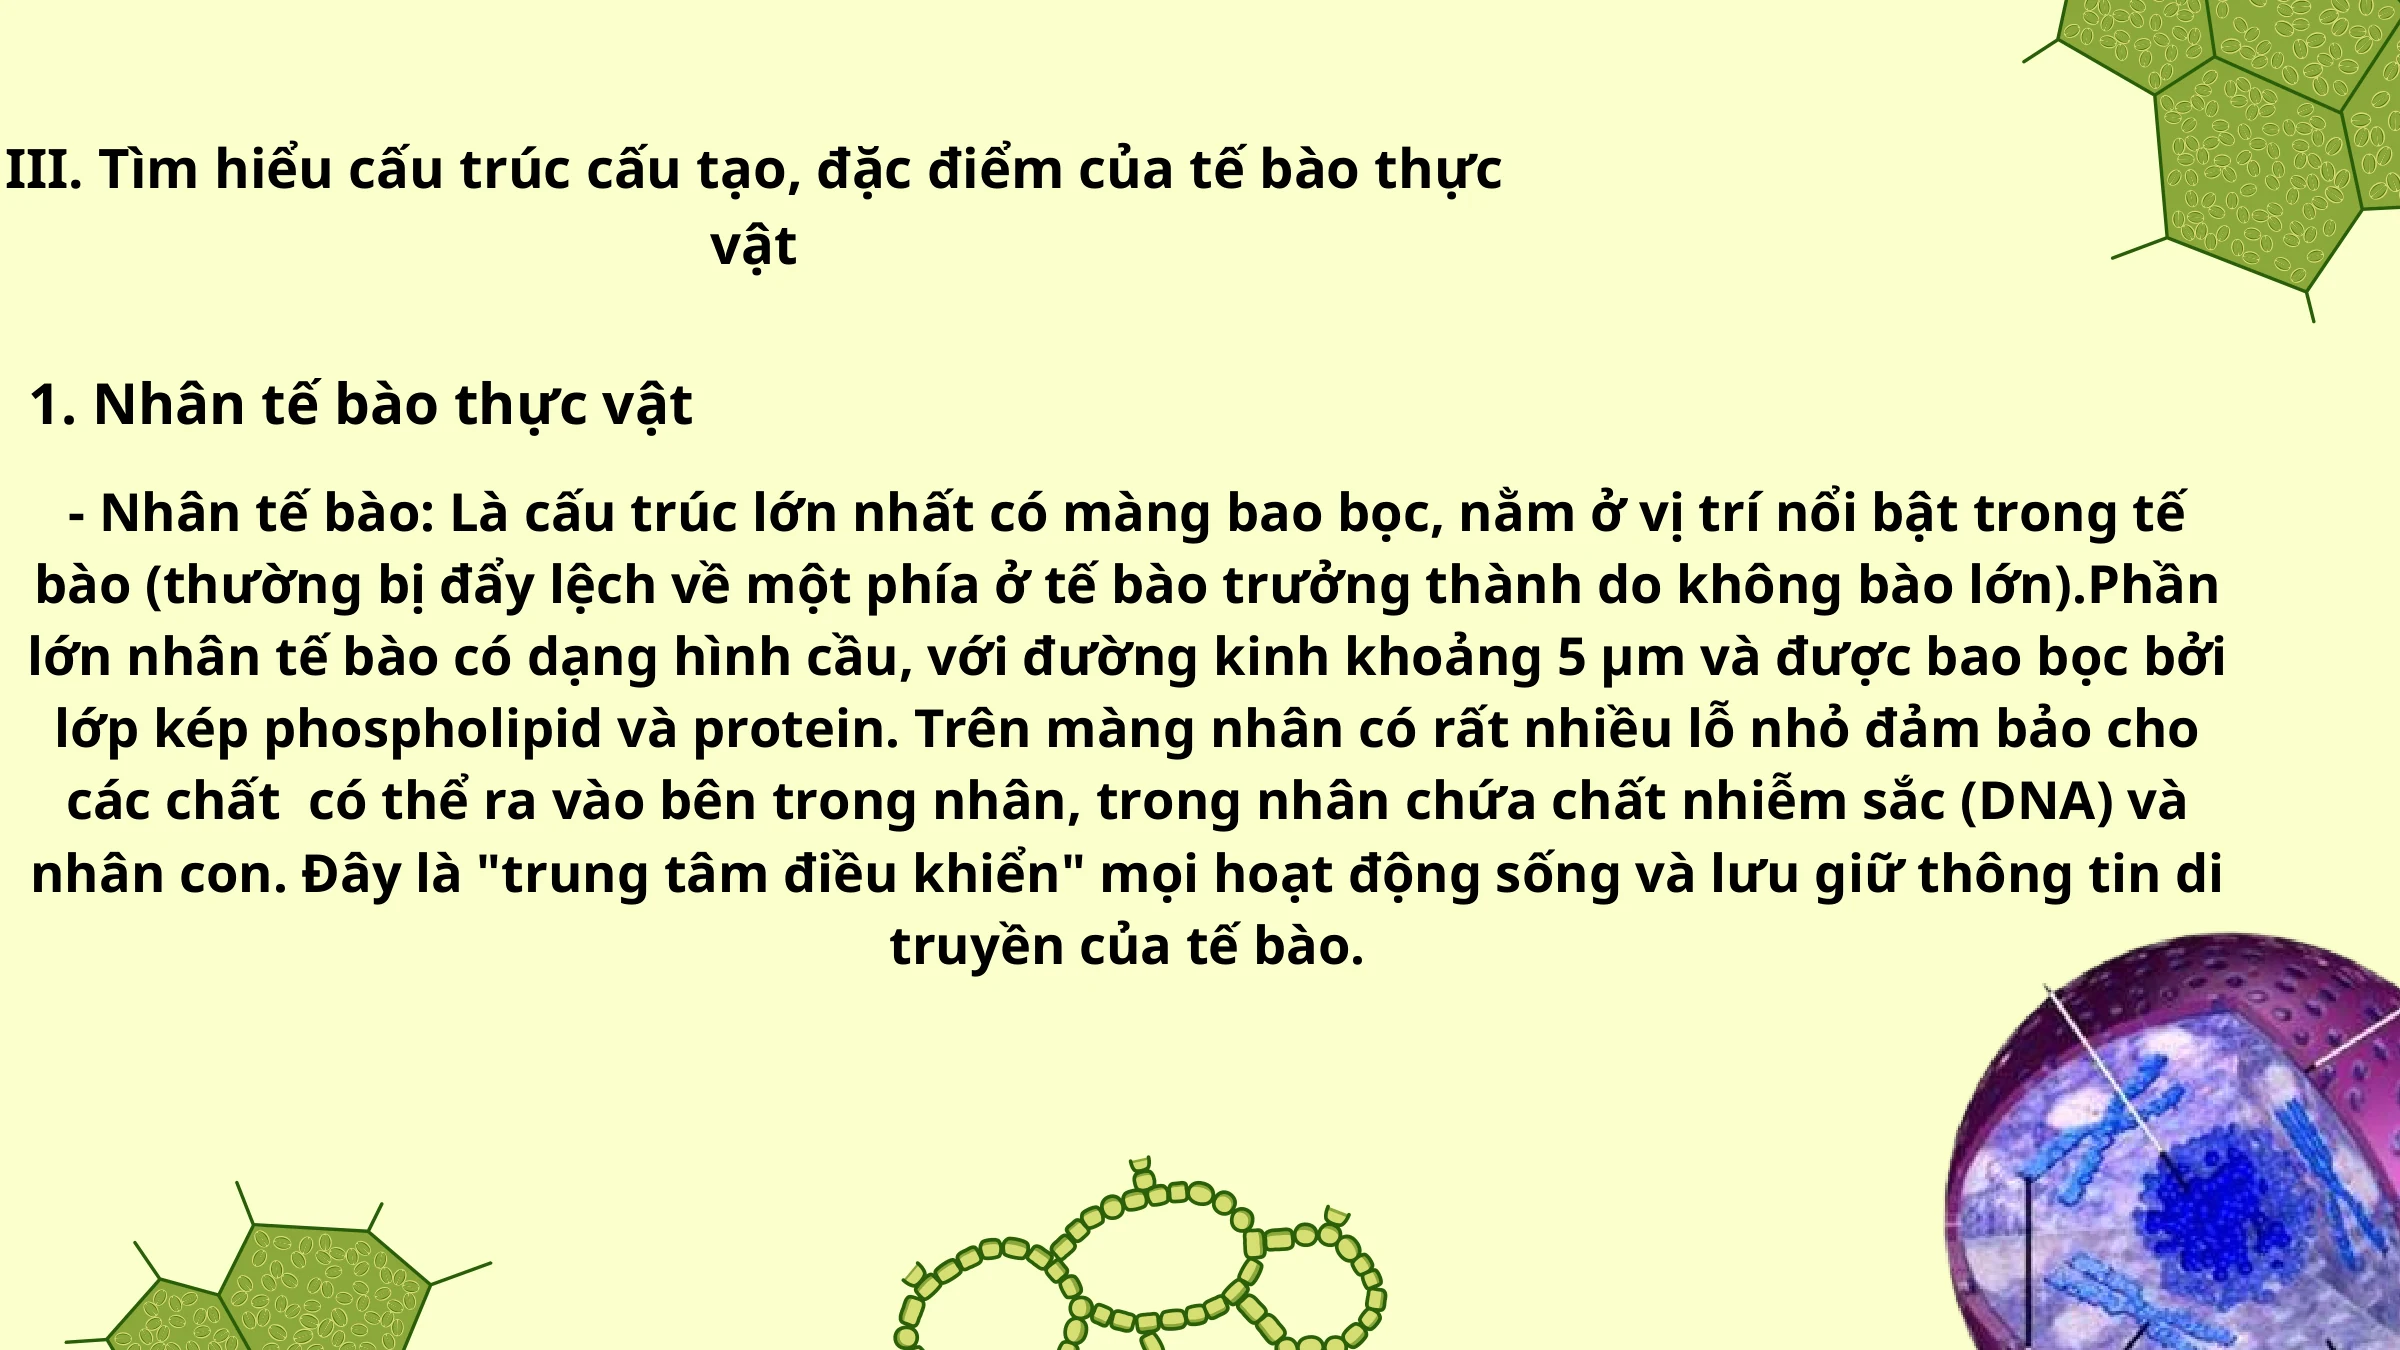 III. Tìm hiểu cấu trúc cấu tạo, đặc điểm của tế bào thực
vật
1. Nhân tế bào thực vật
- Nhân tế bào: Là cấu trúc lớn nhất có màng bao bọc, nằm ở vị trí nổi bật trong tế
bào (thường bị đẩy lệch về một phía ở tế bào trưởng thành do không bào lớn).Phần
lớn nhân tế bào có dạng hình cầu, với đường kinh khoảng 5 μm và được bao bọc bởi
lớp kép phospholipid và protein. Trên màng nhân có rất nhiều lỗ nhỏ đảm bảo cho
các chất  có thể ra vào bên trong nhân, trong nhân chứa chất nhiễm sắc (DNA) và
nhân con. Đây là "trung tâm điều khiển" mọi hoạt động sống và lưu giữ thông tin di
truyền của tế bào.